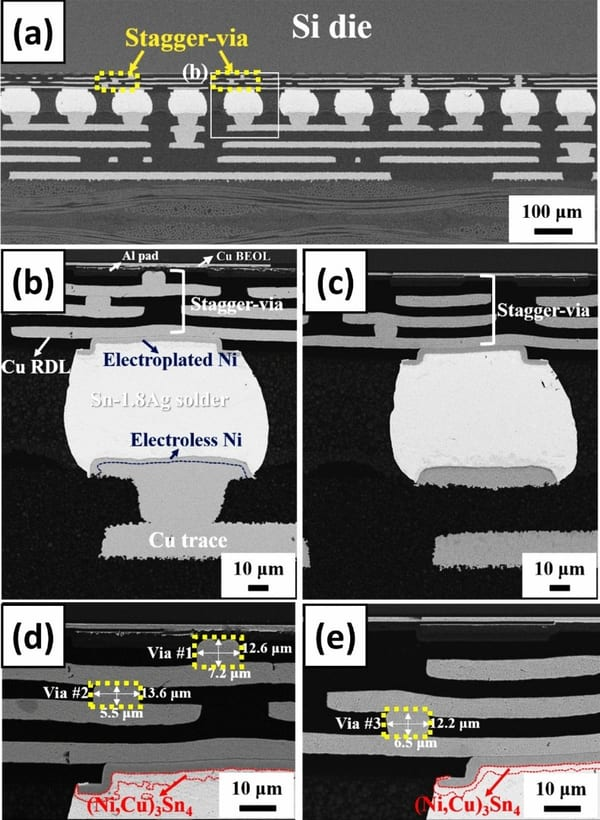 (a)
Si die
Stagger-via
(b)
100 μm
(b)
Al pad
Cu BEOL
Stagger-via
Cu RDL
Electroplated Ni
Sn-1.8Ag solder
Electroless Ni
Cu trace
10 μm
(c)
Stagger-via
10 μm
(d)
Via #1
12.6 μm
7.2 μm
Via #2
13.6 μm
5.5 μm
(Ni,Cu)3Sn4
10 μm
(e)
Via #3
12.2 μm
6.5 μm
(Ni,Cu)3Sn4
10 μm